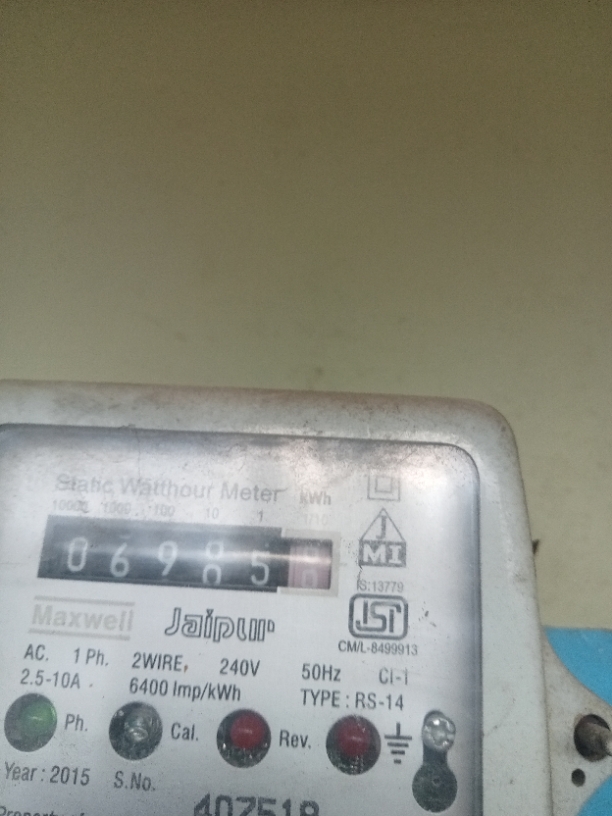 Static Watthour Meter kWh
10000 1000 100 10 1 1/10
0 6 9 8 5
J
MI
IS:13779
ISI
CM/L-8499913
Maxwell Jaipur
AC. 1 Ph. 2WIRE, 240V 50Hz Cl-1
2.5-10A 6400 Imp/kWh TYPE : RS-14
Ph. Cal. Rev.
Year : 2015 S.No.